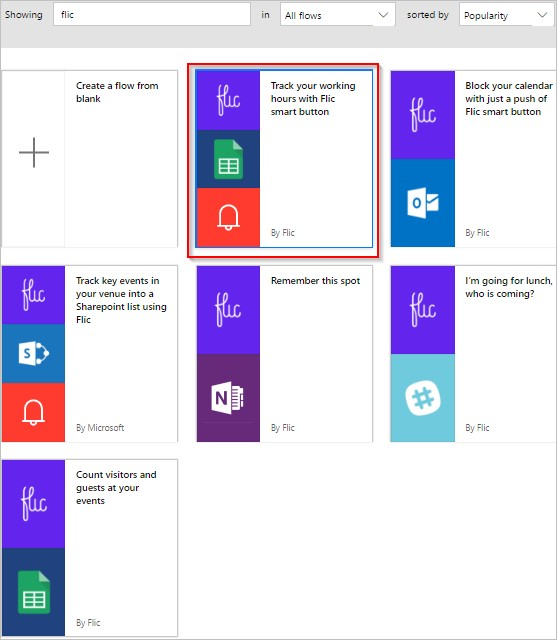 Showing flic in All flows sorted by Popularity
Create a flow from
blank
flic
Track your working
hours with Flic
smart button
By Flic
flic
Block your calendar
with just a push of
Flic smart button
O
By Flic
flic
Track key events in
your venue into a
Sharepoint list using
Flic
S
By Microsoft
flic
Remember this spot
N
By Flic
flic
I'm going for lunch,
who is coming?
#
By Flic
flic
Count visitors and
guests at your
events
By Flic